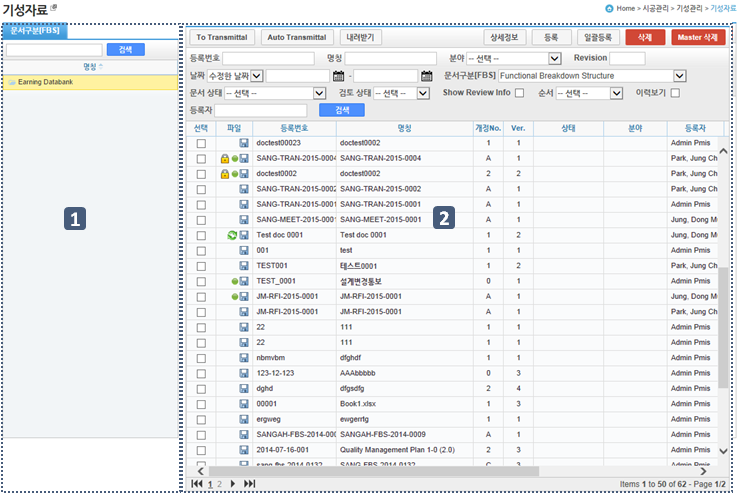 기성자료
Home > 시공관리 > 기성관리 > 기성자료
문서구분[FBS]
검색
명칭
Earning Databank
1
To Transmittal Auto Transmittal 내려받기 상세정보 등록 일괄등록 삭제 Master 삭제
등록번호 명칭 분야 -- 선택 -- Revision
날짜 수정한 날짜 - 문서구분[FBS] Functional Breakdown Structure
문서 상태 -- 선택 -- 검토 상태 -- 선택 -- Show Review Info 순서 -- 선택 -- 이력보기
등록자 검색
선택 파일 등록번호 명칭 개정No. Ver. 상태 분야 등록자
doctest00023 doctest0002 1 1 Admin Pmis
SANG-TRAN-2015-0004 SANG-TRAN-2015-0004 A 1 Park, Jung Ch
doctest0002 doctest0002 2 2 Park, Jung Ch
SANG-TRAN-2015-0002 SANG-TRAN-2015-0002 A 1 Park, Jung Ch
SANG-TRAN-2015-0001 SANG-TRAN-2015-0001 A 1 Admin Pmis
SANG-MEET-2015-0001 SANG-MEET-2015-0001 A 1 Jung, Dong M
2
Test doc 0001 Test doc 0001 1 2 Jung, Dong M
001 test 1 1 Admin Pmis
TEST001 테스트0001 1 2 Park, Jung Ch
TEST_0001 설계변경통보 0 1 Admin Pmis
JM-RFI-2015-0001 JM-RFI-2015-0001 A 1 Jung, Dong M
JM-RFI-2015-0001 JM-RFI-2015-0001 A 1 Park, Jung Ch
22 111 1 1 Admin Pmis
22 111 1 1 Admin Pmis
nbmvbm dfghdf 1 1 Admin Pmis
123-12-123 AAAbbbbb 0 3 Admin Pmis
dghd dfgsdfg 2 4 Admin Pmis
00001 Book1.xlsx 1 3 Admin Pmis
ergweg ewgerrfg 1 1 Admin Pmis
SANGAH-FBS-2014-000 SANGAH-FBS-2014-0009 A 1 Admin Pmis
2014-07-16-001 Quality Management Plan 1-0 (2.0) 2 3 Admin Pmis
sang-fbs-2014-0132 SANG-FBS-2014-0132 C 3 Admin Pmis
1 2 Items 1 to 50 of 62 - Page 1/2